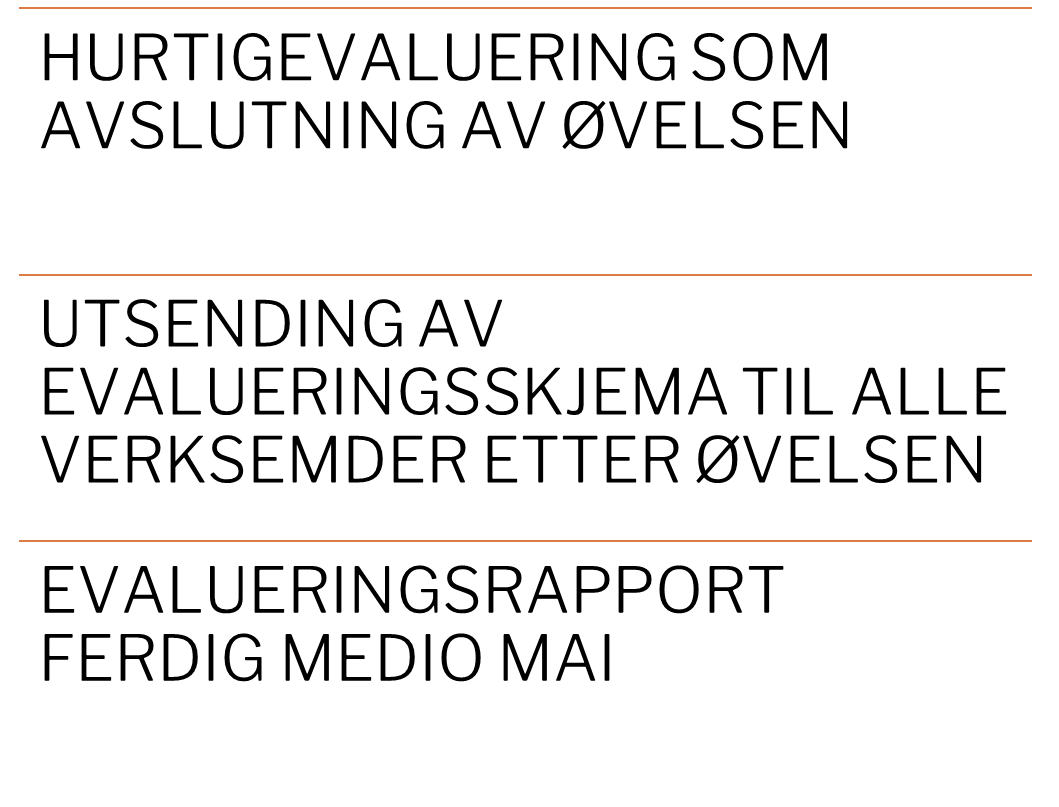 HURTIGEVALUERING SOM
AVSLUTNING AV ØVELSEN
UTSENDING AV
EVALUERINGSSKJEMA TIL ALLE
VERKSEMDER ETTER ØVELSEN
EVALUERINGSRAPPORT
FERDIG MEDIO MAI